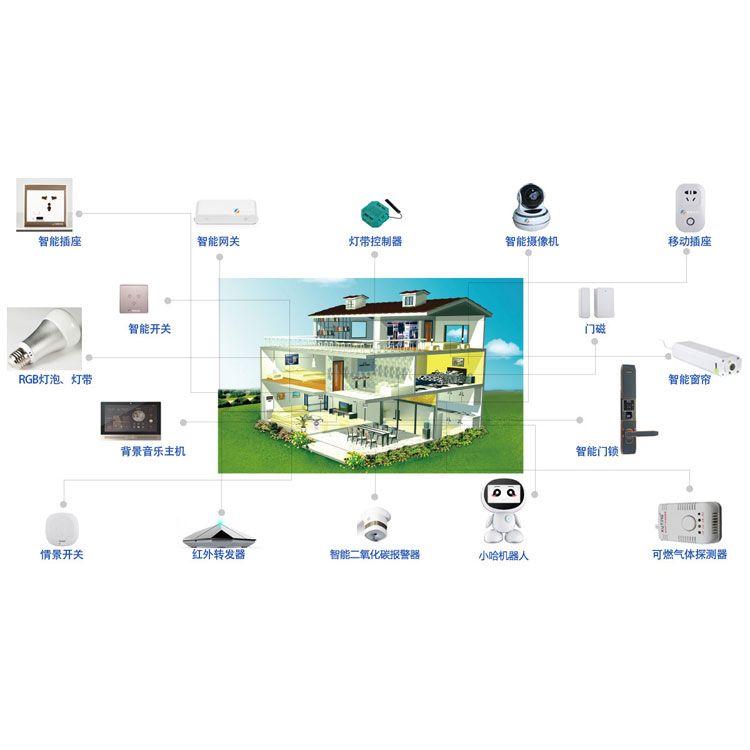 智能插座
智能网关
灯带控制器
智能摄像机
移动插座
智能开关
门磁
RGB灯泡、灯带
智能窗帘
背景音乐主机
智能门锁
情景开关
红外转发器
智能二氧化碳报警器
小哈机器人
可燃气体探测器